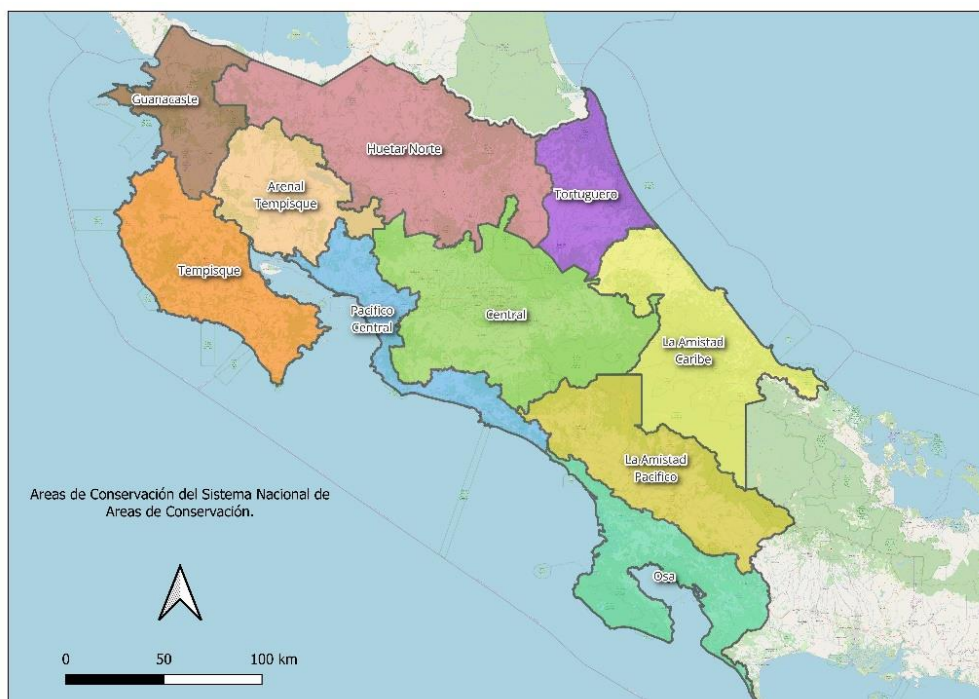 Guanacaste
Huetar Norte
Arenal
Tempisque
Tortuguero
Tempisque
Pacifico
Central
Central
La Amistad
Caribe
La Amistad
Pacifico
Areas de Conservación del Sistema Nacional de
Areas de Conservación.
Osa
0 50 100 km